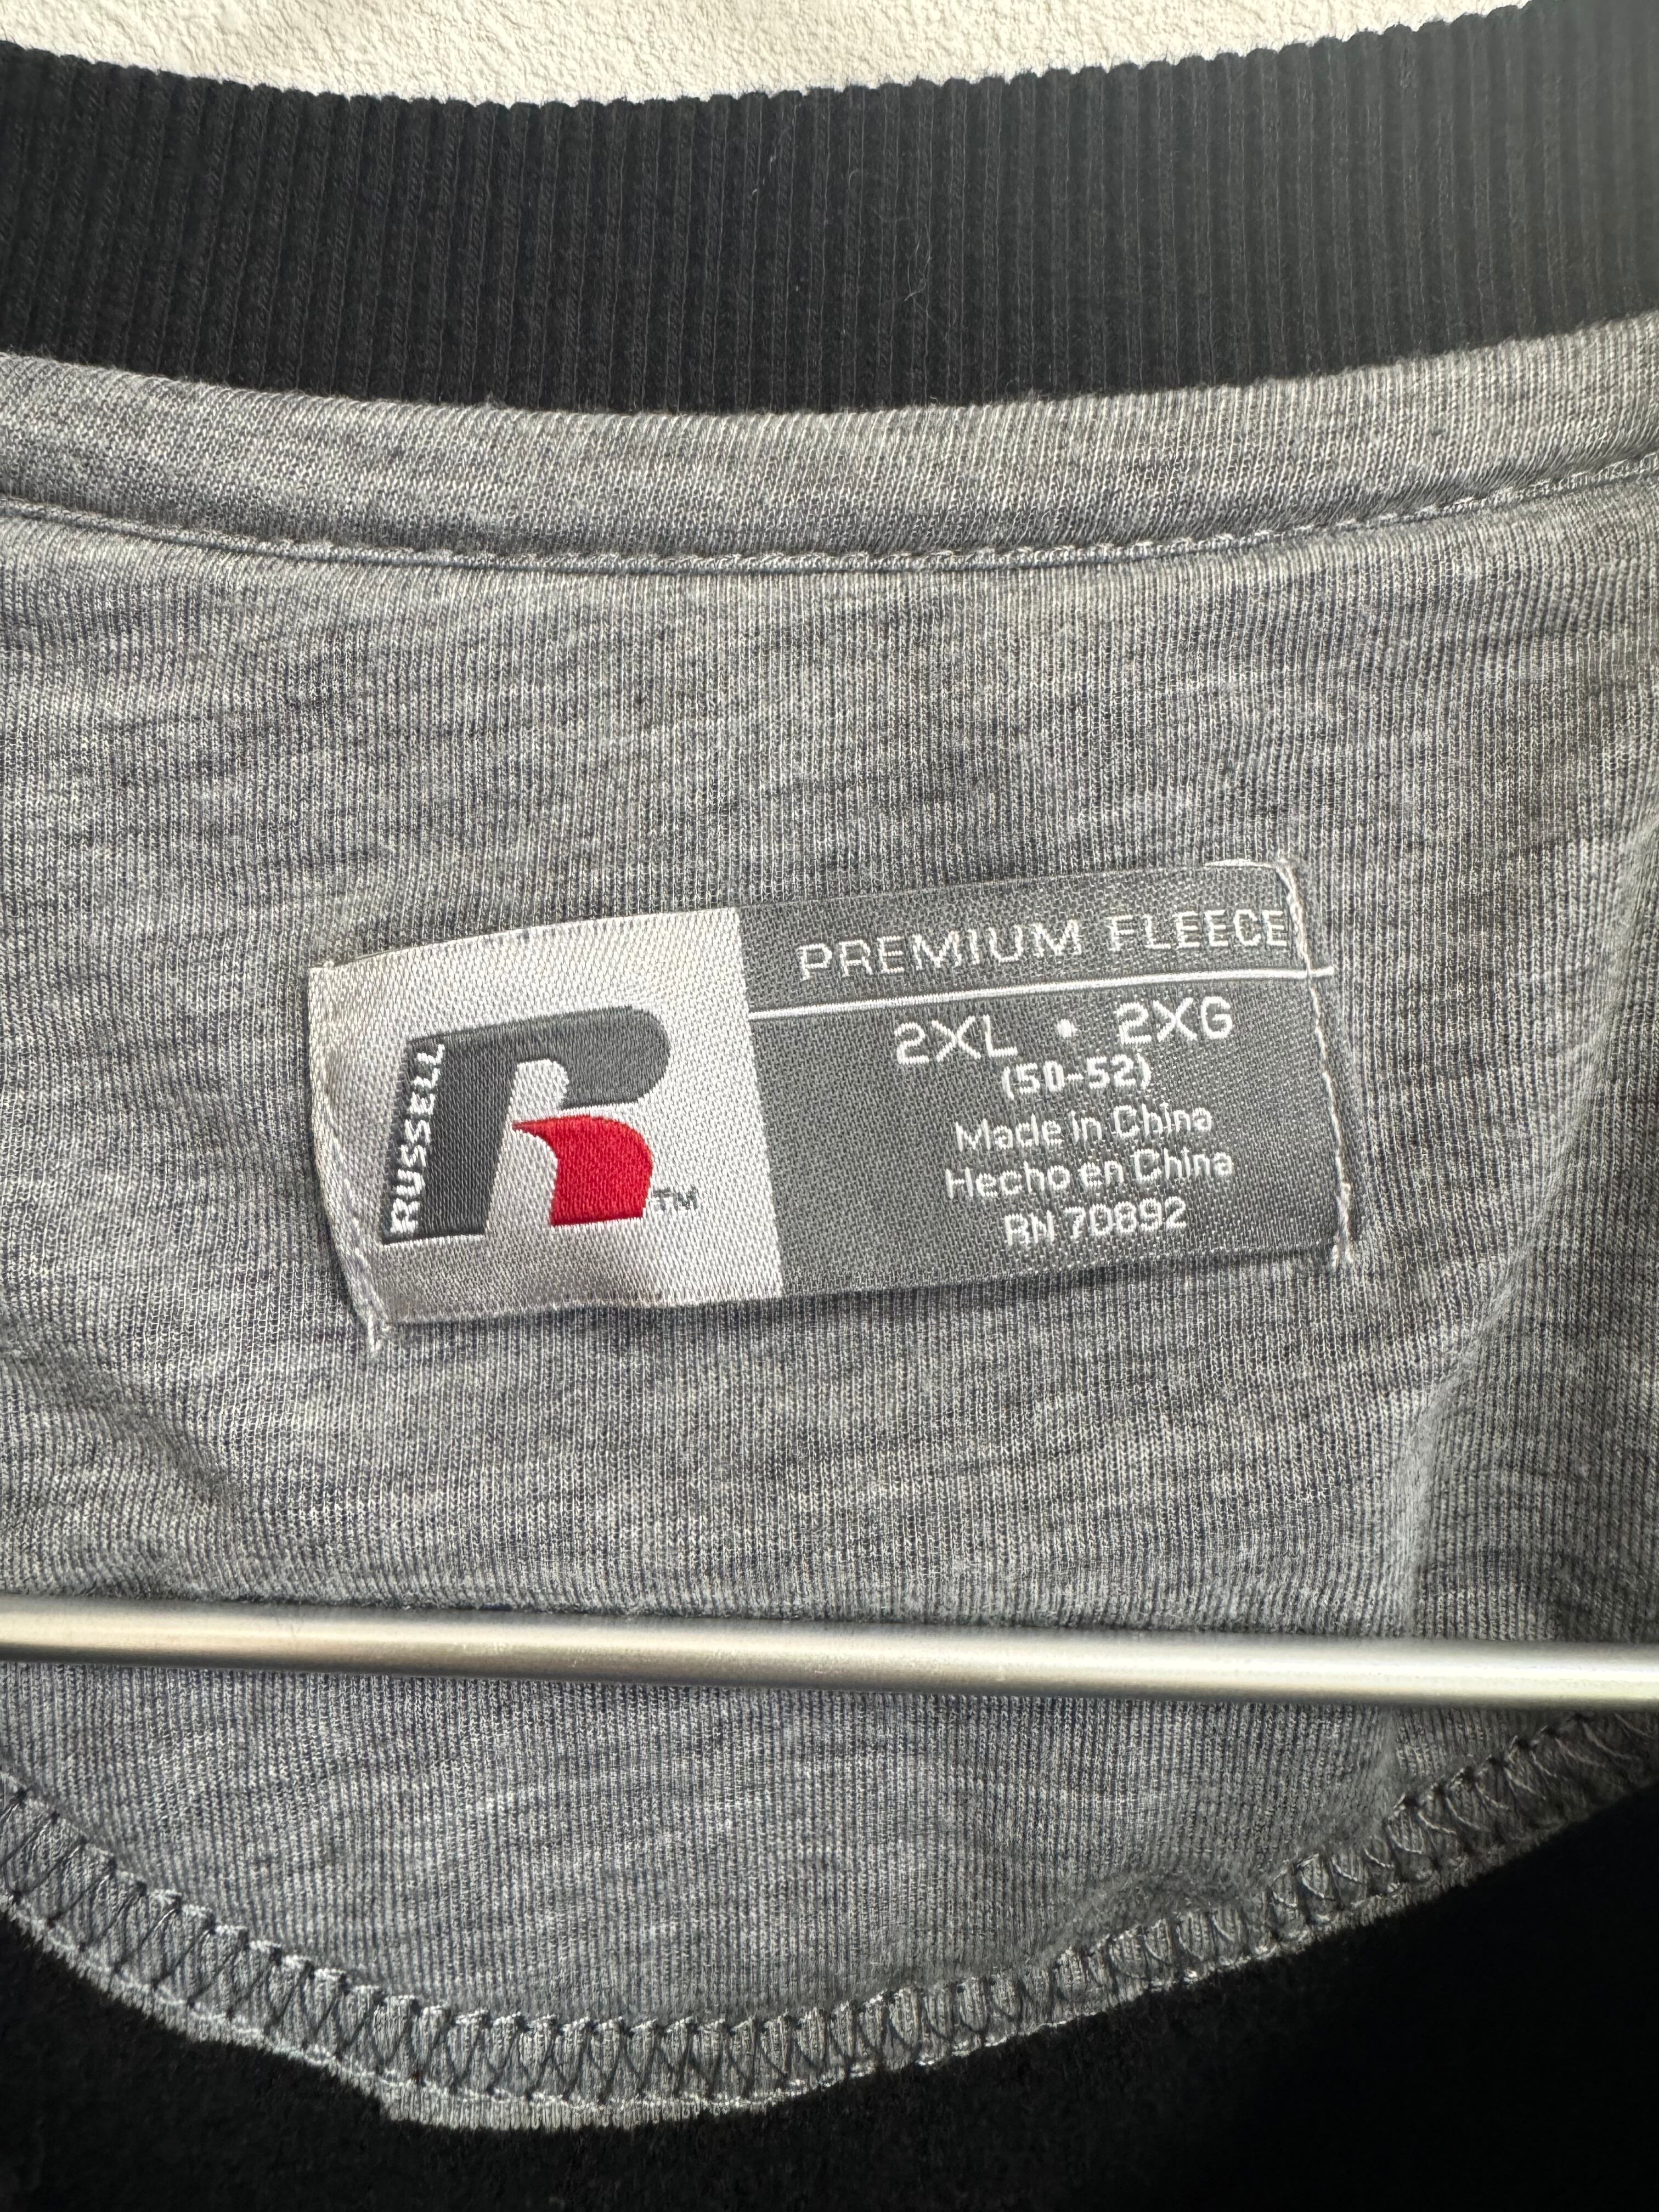 RUSSELL
TM
PREMIUM FLEECE
2XL • 2XG
(50-52)
Made in China
Hecho en China
RN 70892